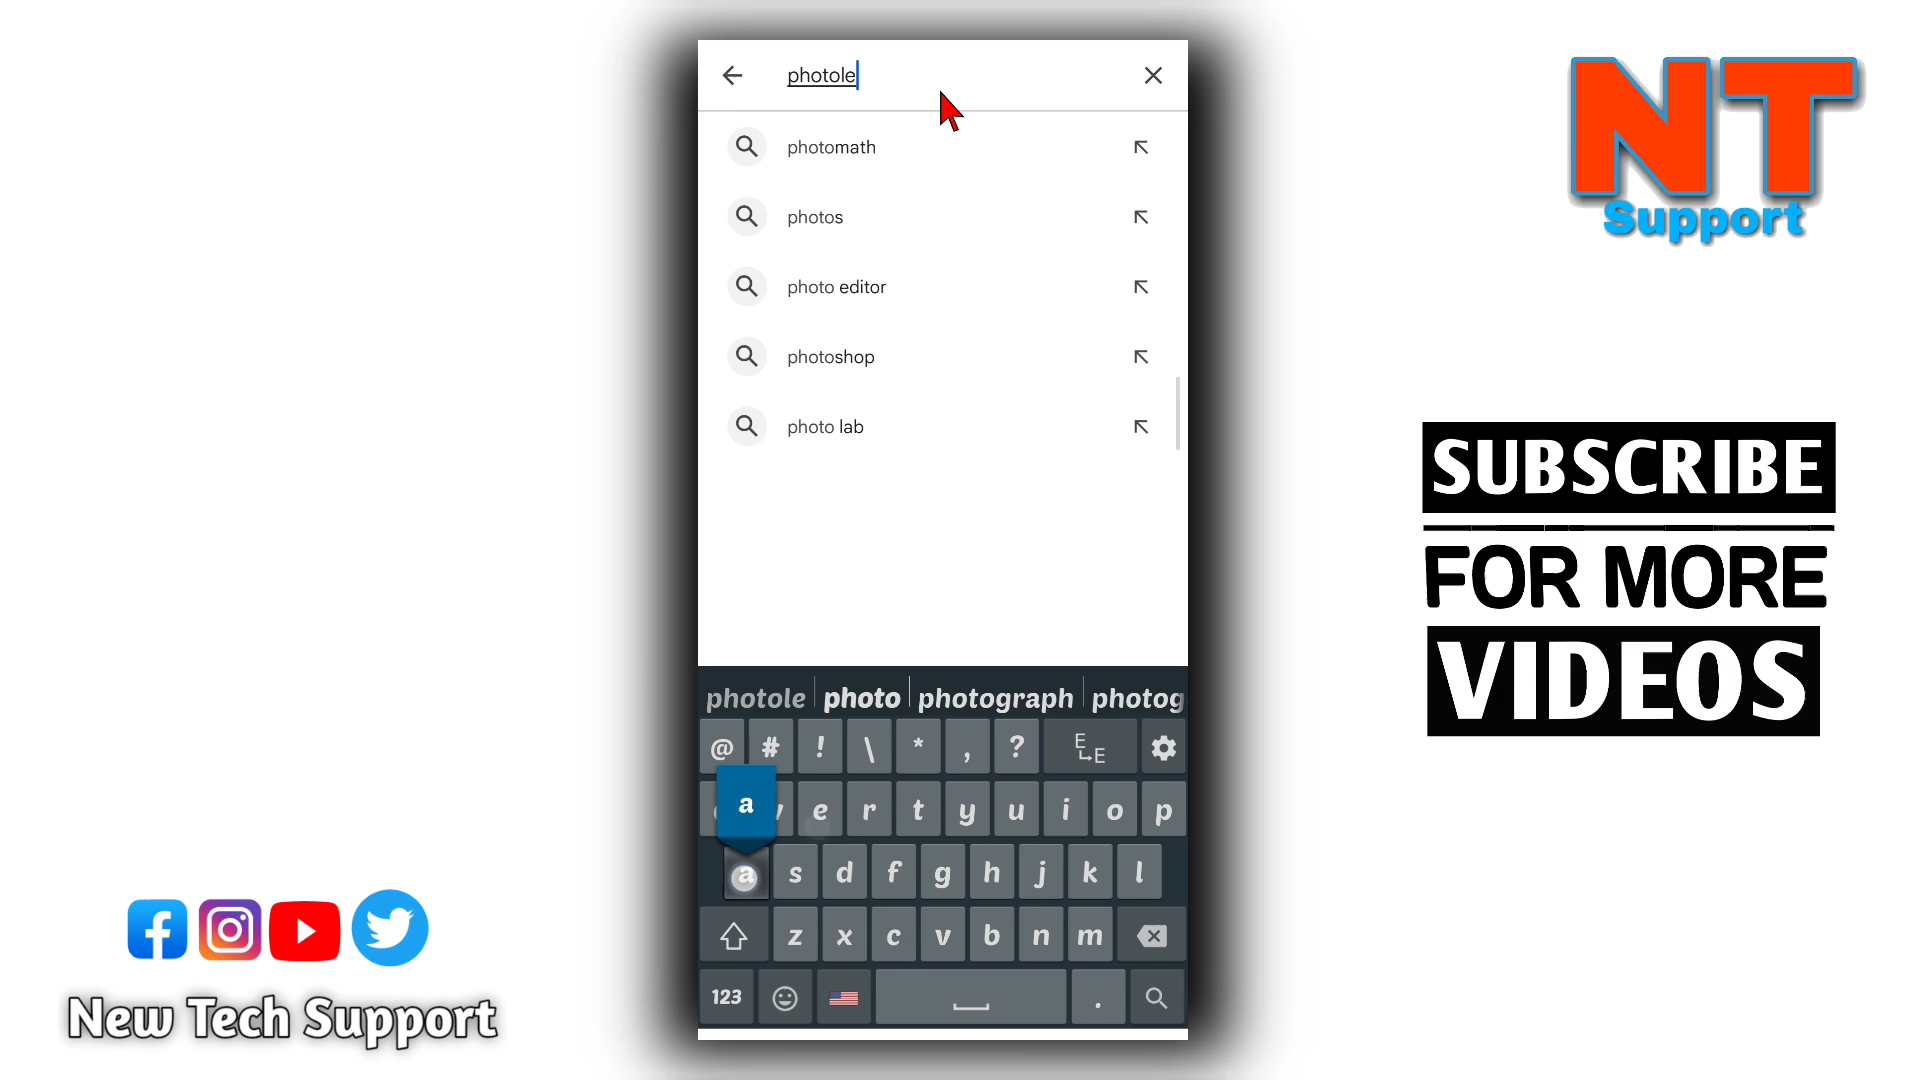 photole
photomath
photos
photo editor
photoshop
photo lab
photole photo photograph photog
@ # ! \ * , ? E E
a
e r t y u i o p
a s d f g h j k l
z x c v b n m
123 .
NT
Support
SUBSCRIBE
FOR MORE
VIDEOS
New Tech Support